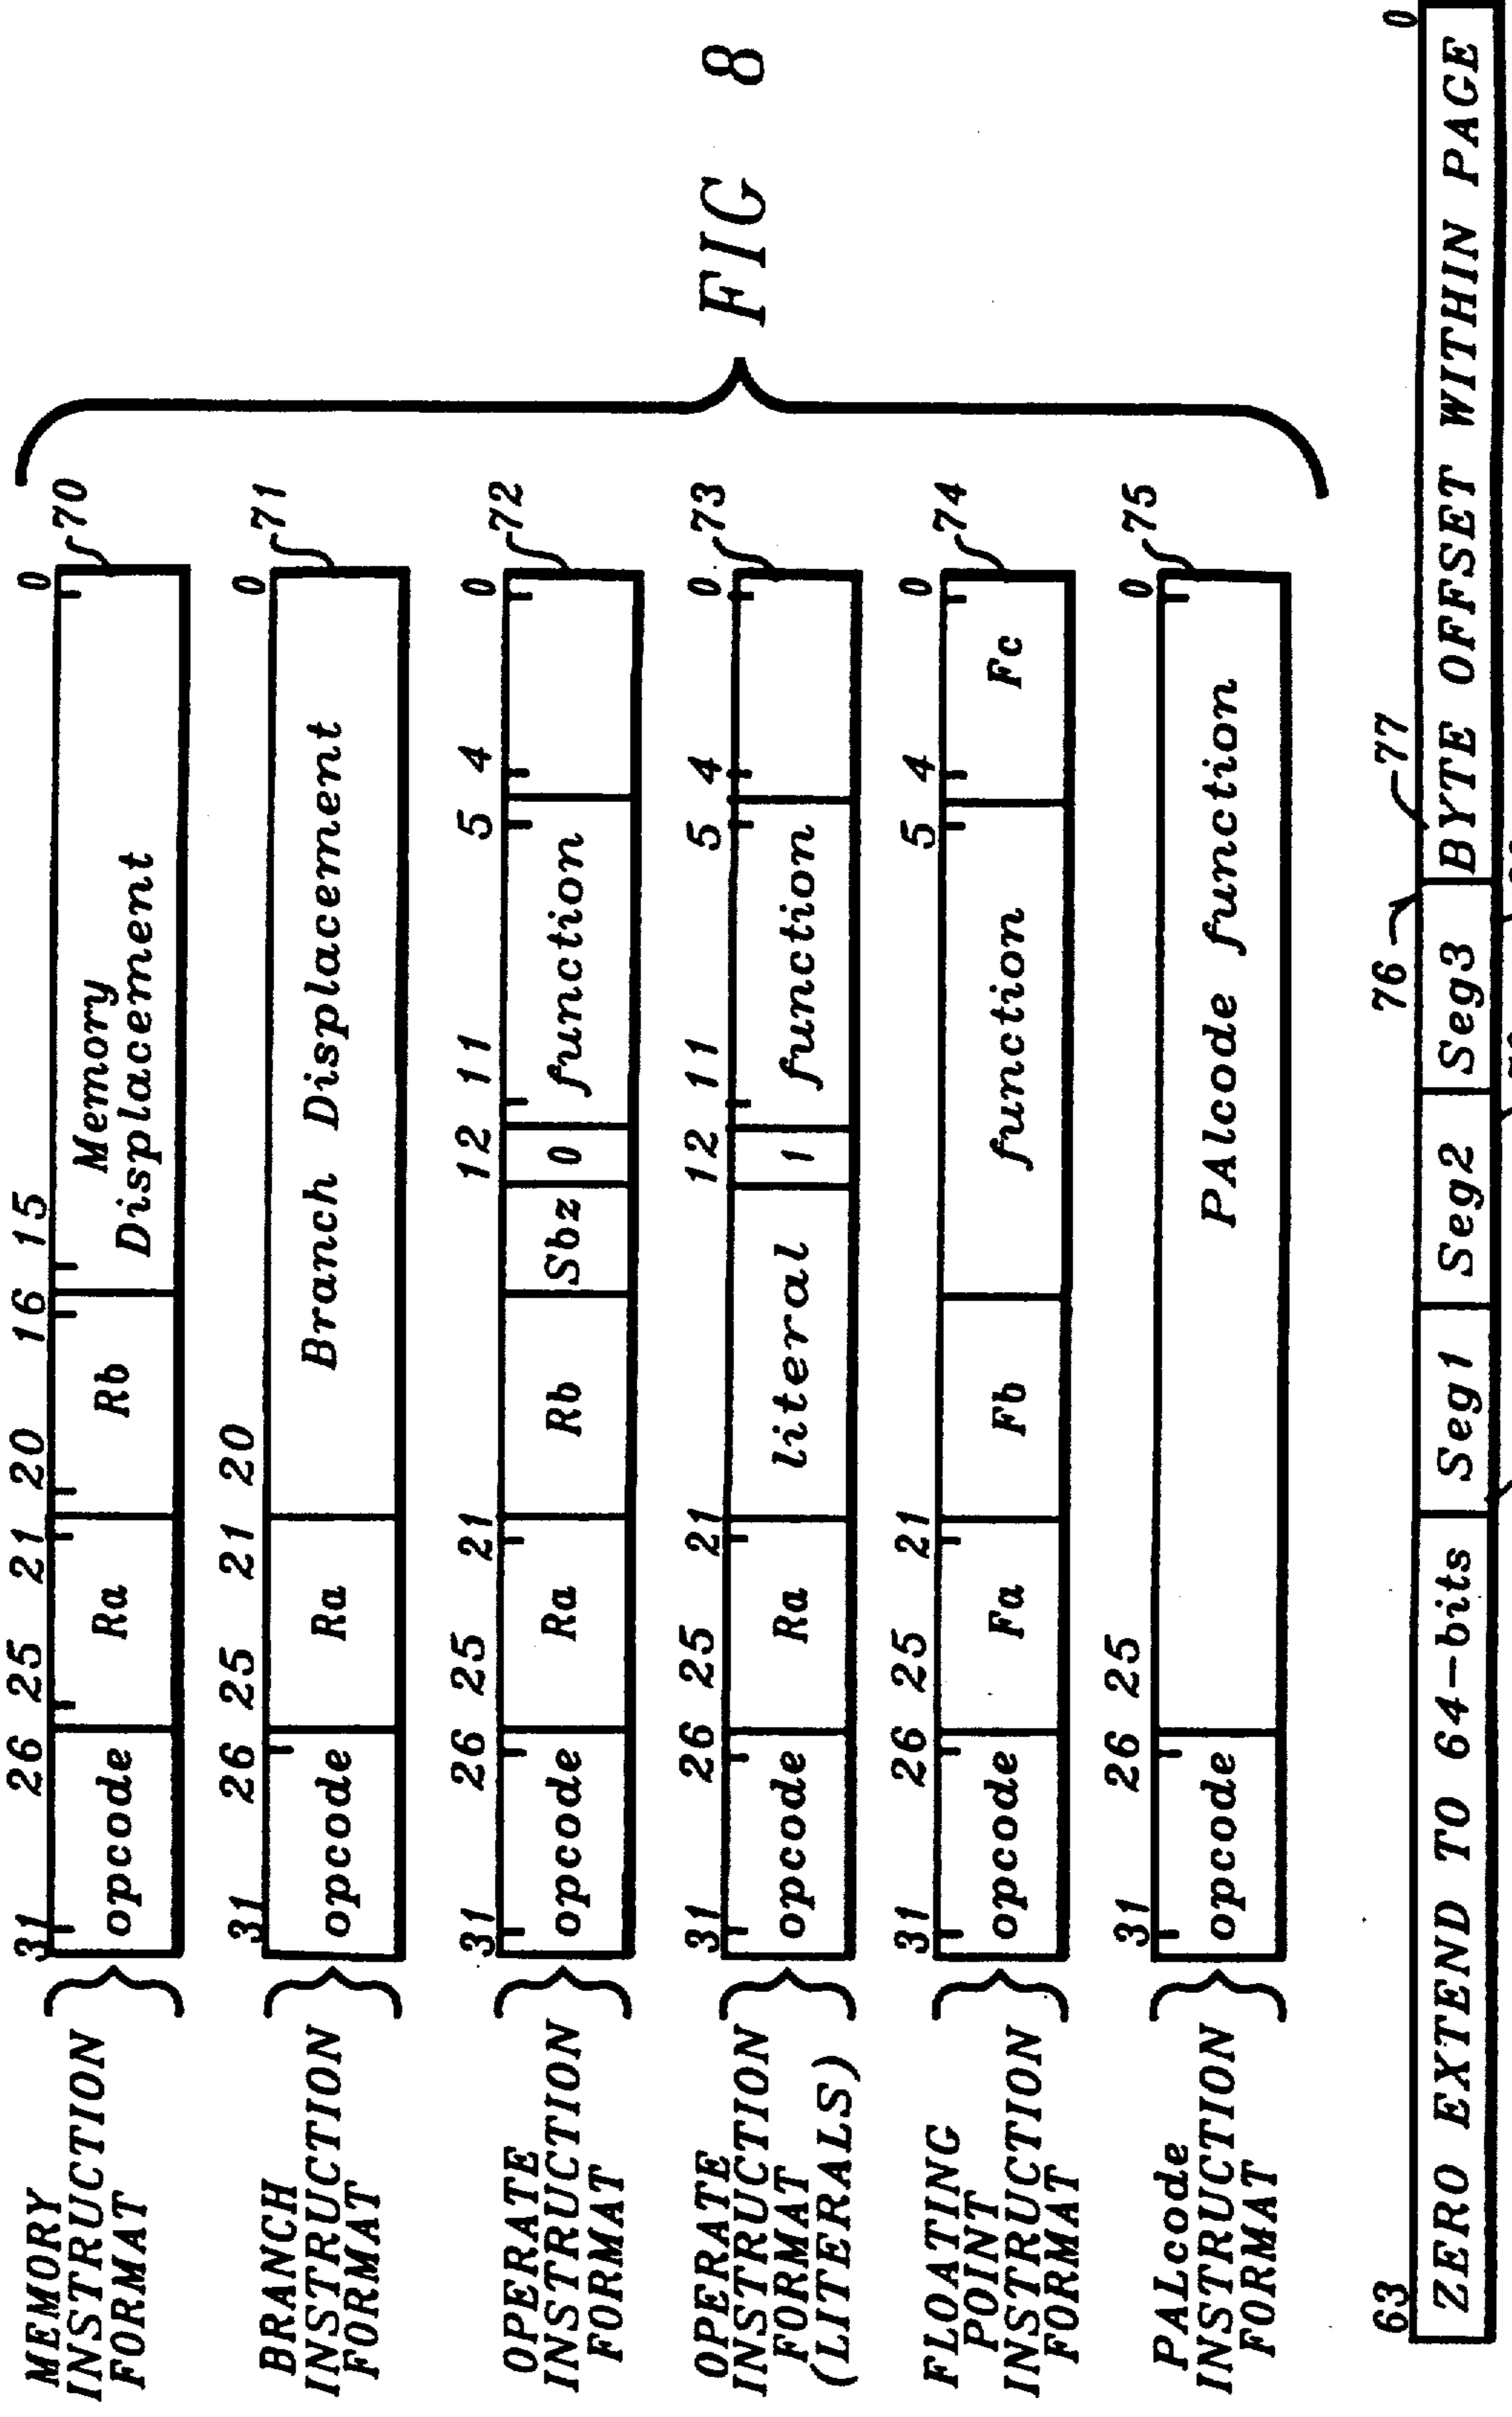 MEMORY
INSTRUCTION
FORMAT
31 26 25 21 20 16 15 0
opcode Ra Rb Memory
Displacement
70
BRANCH
INSTRUCTION
FORMAT
31 26 25 21 20 0
opcode Ra Branch Displacement
71
OPERATE
INSTRUCTION
FORMAT
31 26 25 21 12 11 5 4 0
opcode Ra Rb Sbz 0 function
72
OPERATE
INSTRUCTION
FORMAT
(LITERALS)
31 26 25 21 12 11 5 4 0
opcode Ra literal 1 function
73
FLOATING
POINT
INSTRUCTION
FORMAT
31 26 25 21 5 4 0
opcode Fa Fb function Fc
74
PALcode
INSTRUCTION
FORMAT
31 26 25 0
opcode PAlcode function
75
FIG 8
63 76 77 0
ZERO EXTEND TO 64-bits Seg1 Seg2 Seg3 BYTE OFFSET WITHIN PAGE